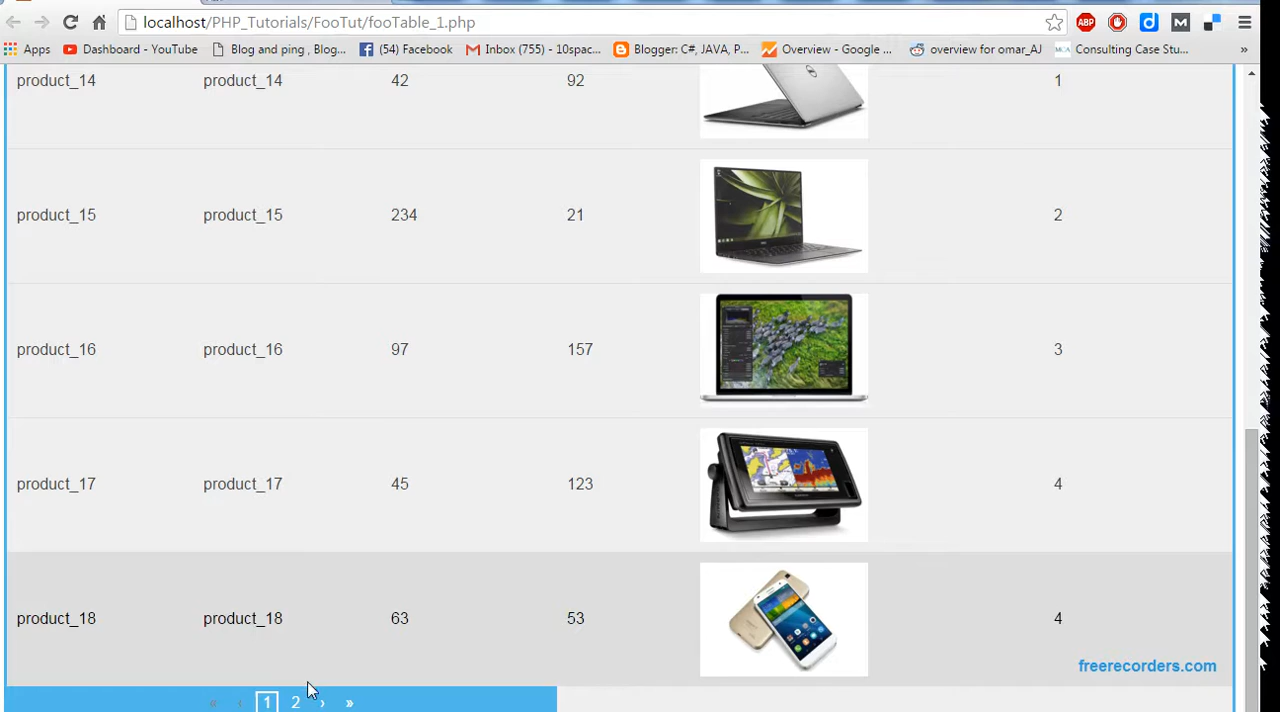 localhost/PHP_Tutorials/FooTut/fooTable_1.php
ABP d M
Apps Dashboard - YouTube Blog and ping , Blog... (54) Facebook Inbox (755) - 10spac... Blogger: C#, JAVA, P... Overview - Google ... overview for omar_AJ MCA Consulting Case Stu... »
product_14 product_14 42 92 1
product_15 product_15 234 21 2
product_16 product_16 97 157 3
product_17 product_17 45 123 4
product_18 product_18 63 53 4
freerecorders.com
« ‹ 1 2 › »